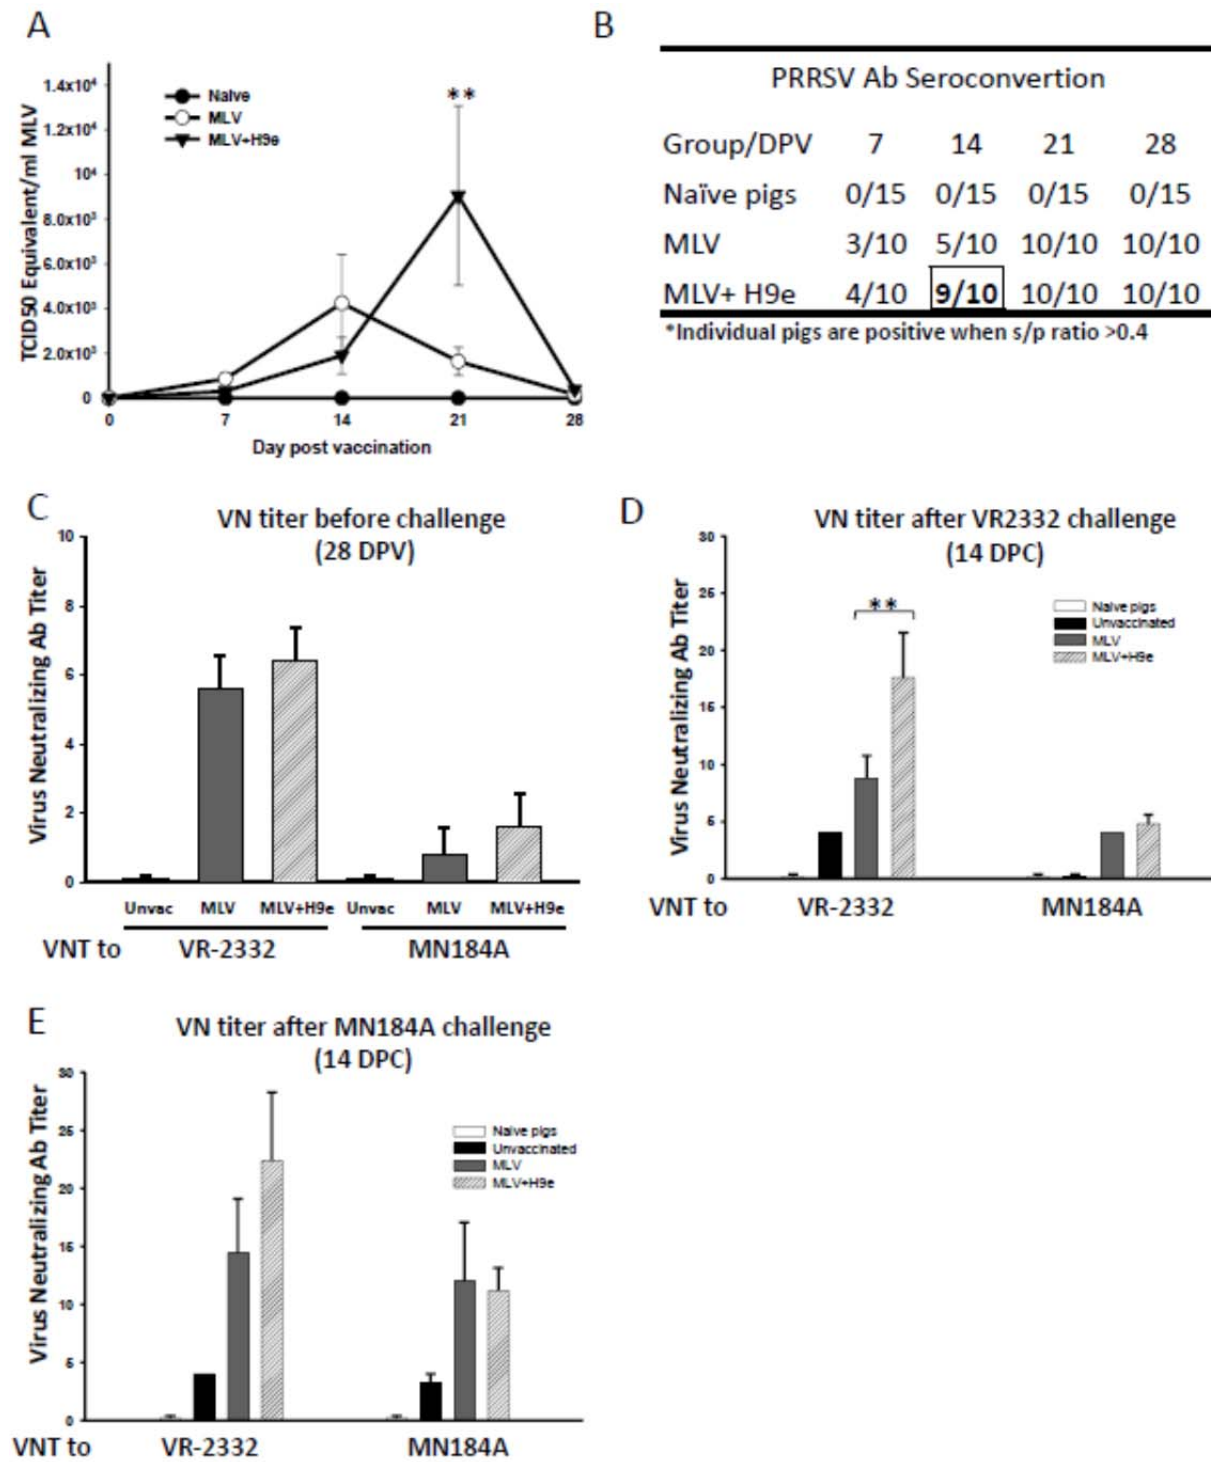 A
TCID50 Equivalent/ml MLV
1.4x10⁴
1.2x10⁴
10⁴
8.0x10³
6.0x10³
4.0x10³
2.0x10³
0
Naïve
MLV
MLV+H9e
**
0 7 14 21 28
Day post vaccination
B
PRRSV Ab Seroconvertion
Group/DPV 7 14 21 28
Naïve pigs 0/15 0/15 0/15 0/15
MLV 3/10 5/10 10/10 10/10
MLV+ H9e 4/10 9/10 10/10 10/10
*Individual pigs are positive when s/p ratio >0.4
C
VN titer before challenge
(28 DPV)
Virus Neutralizing Ab Titer
10
8
6
4
2
0
Unvac MLV MLV+H9e Unvac MLV MLV+H9e
VNT to VR-2332 MN184A
D
VN titer after VR2332 challenge
(14 DPC)
Virus Neutralizing Ab Titer
30
25
20
15
10
5
0
**
Naïve pigs
Unvaccinated
MLV
MLV+H9e
VNT to VR-2332 MN184A
E
VN titer after MN184A challenge
(14 DPC)
Virus Neutralizing Ab Titer
30
25
20
15
10
5
0
Naïve pigs
Unvaccinated
MLV
MLV+H9e
VNT to VR-2332 MN184A